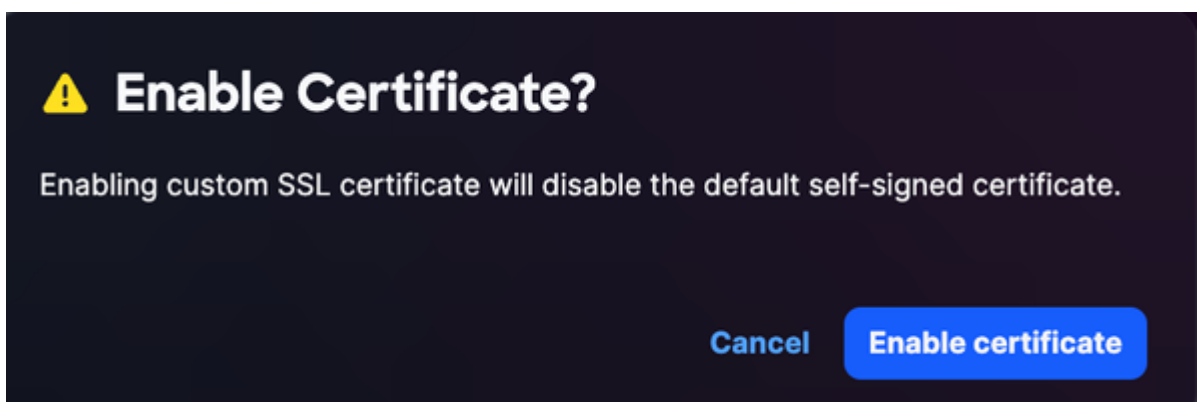 Enable Certificate?
Enabling custom SSL certificate will disable the default self-signed certificate.
Cancel Enable certificate